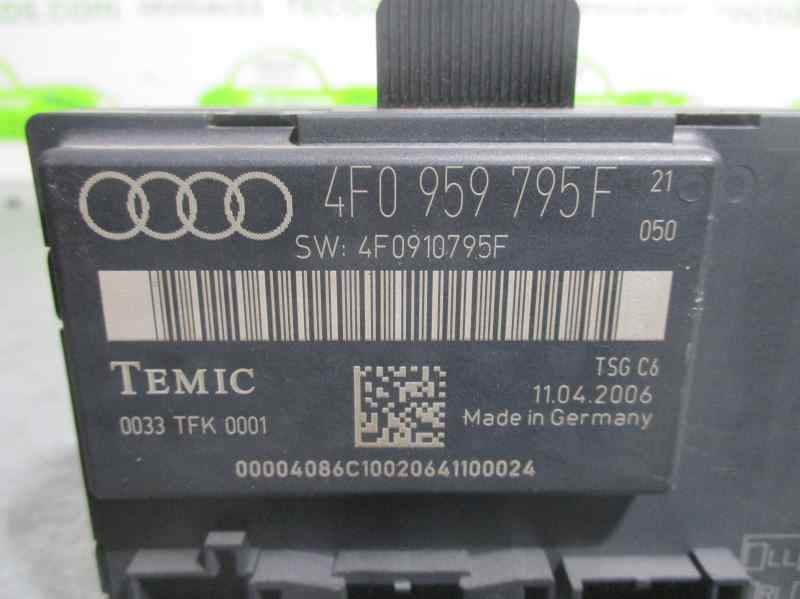 4F0 959 795F 21
050
SW: 4F0910795F
TEMIC
TSG C6
0033 TFK 0001
11.04.2006
Made in Germany
00004086C10020641100024